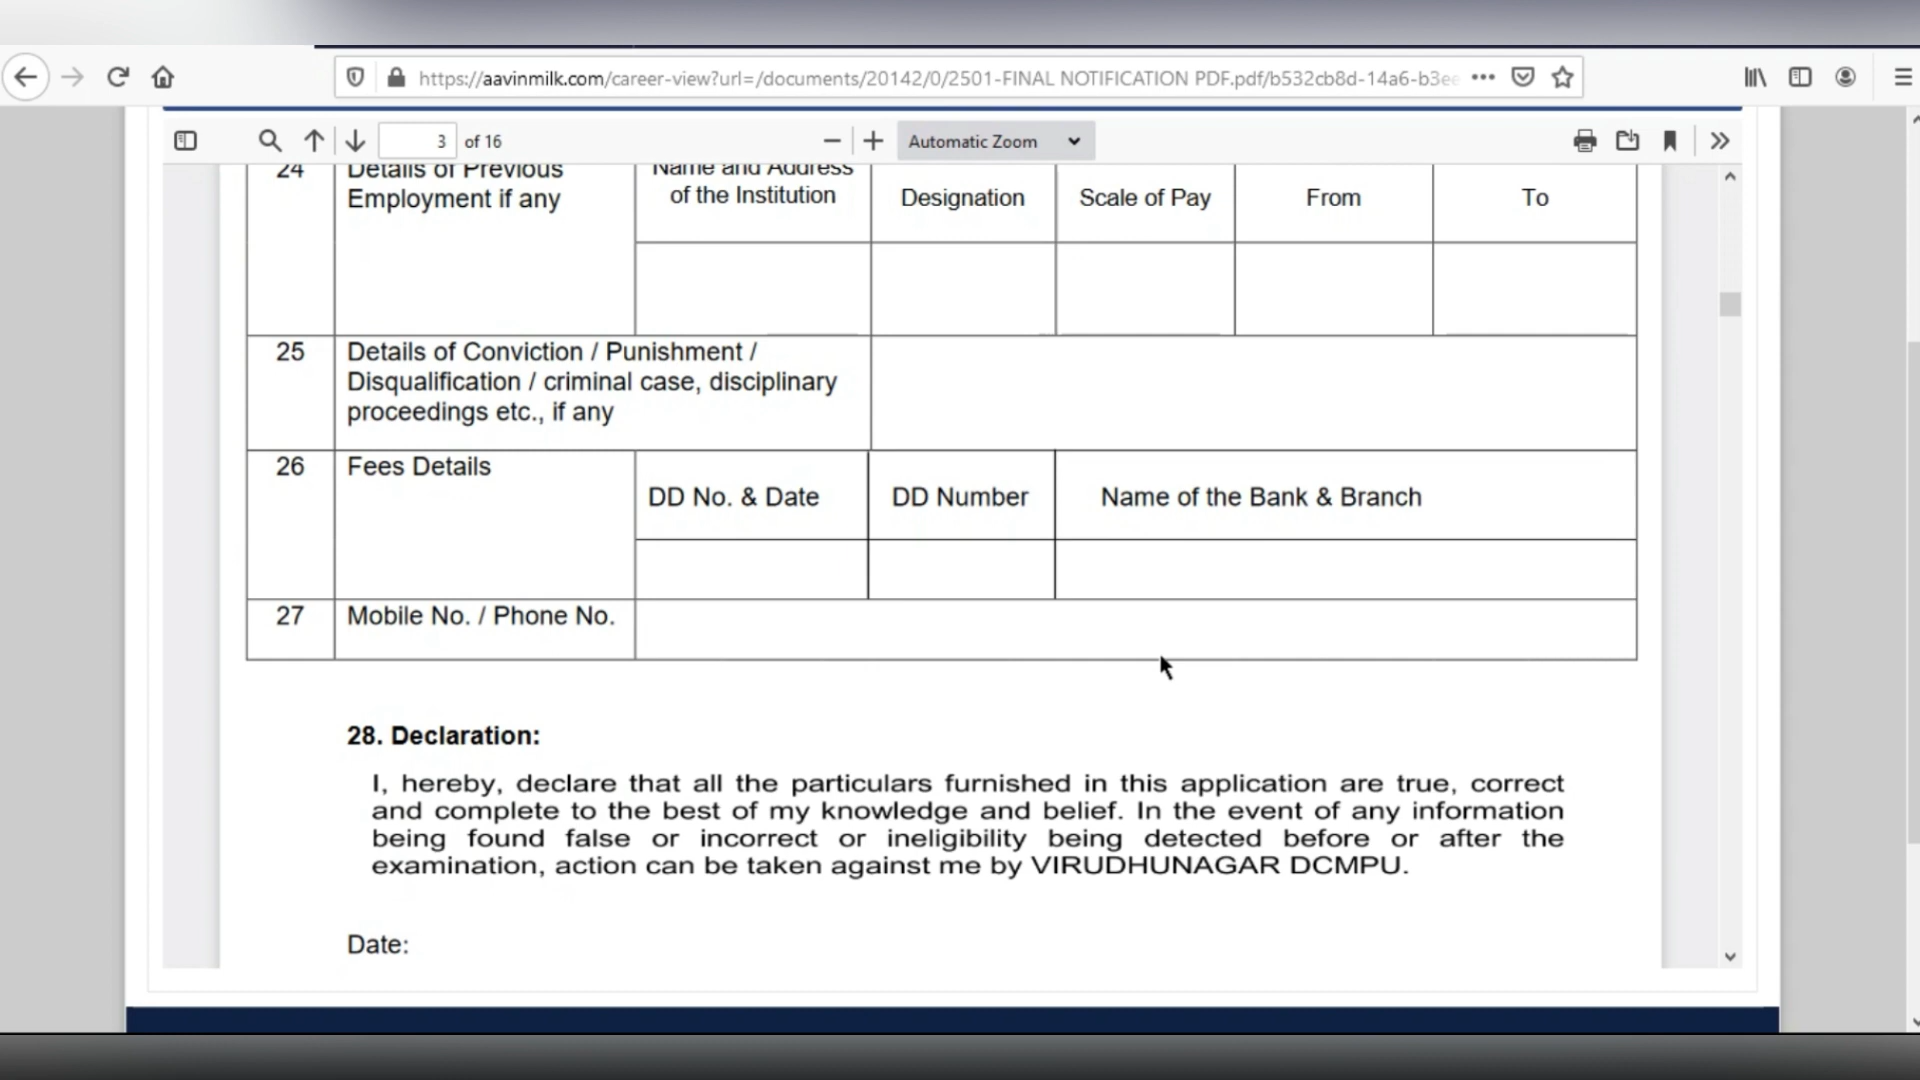 https://aavinmilk.com/career-view?url=/documents/20142/0/2501-FINAL NOTIFICATION PDF.pdf/b532cb8d-14a6-b3ee
3 of 16
Automatic Zoom
24 Details of Previous Employment if any
Name and Address
of the Institution
Designation
Scale of Pay
From
To
25 Details of Conviction / Punishment /
Disqualification / criminal case, disciplinary
proceedings etc., if any
26 Fees Details
DD No. & Date
DD Number
Name of the Bank & Branch
27 Mobile No. / Phone No.
28. Declaration:
I, hereby, declare that all the particulars furnished in this application are true, correct
and complete to the best of my knowledge and belief. In the event of any information
being found false or incorrect or ineligibility being detected before or after the
examination, action can be taken against me by VIRUDHUNAGAR DCMPU.
Date: